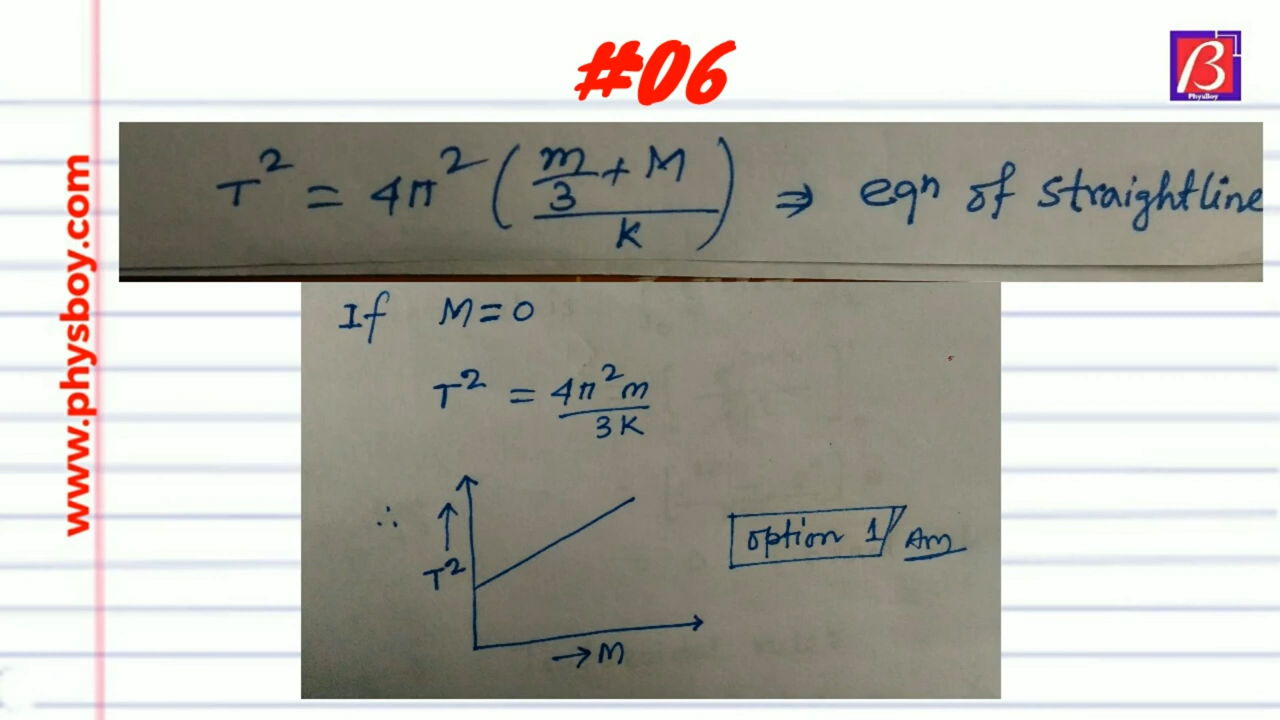 #06
β
PhysBoy
www.physboy.com
T² = 4π² ( (m/3 + M) / k ) ⇒ eqn of straightline
If M = 0
T² = 4π²m / 3k
∴
↑ T²
→ M
option 1 Ans